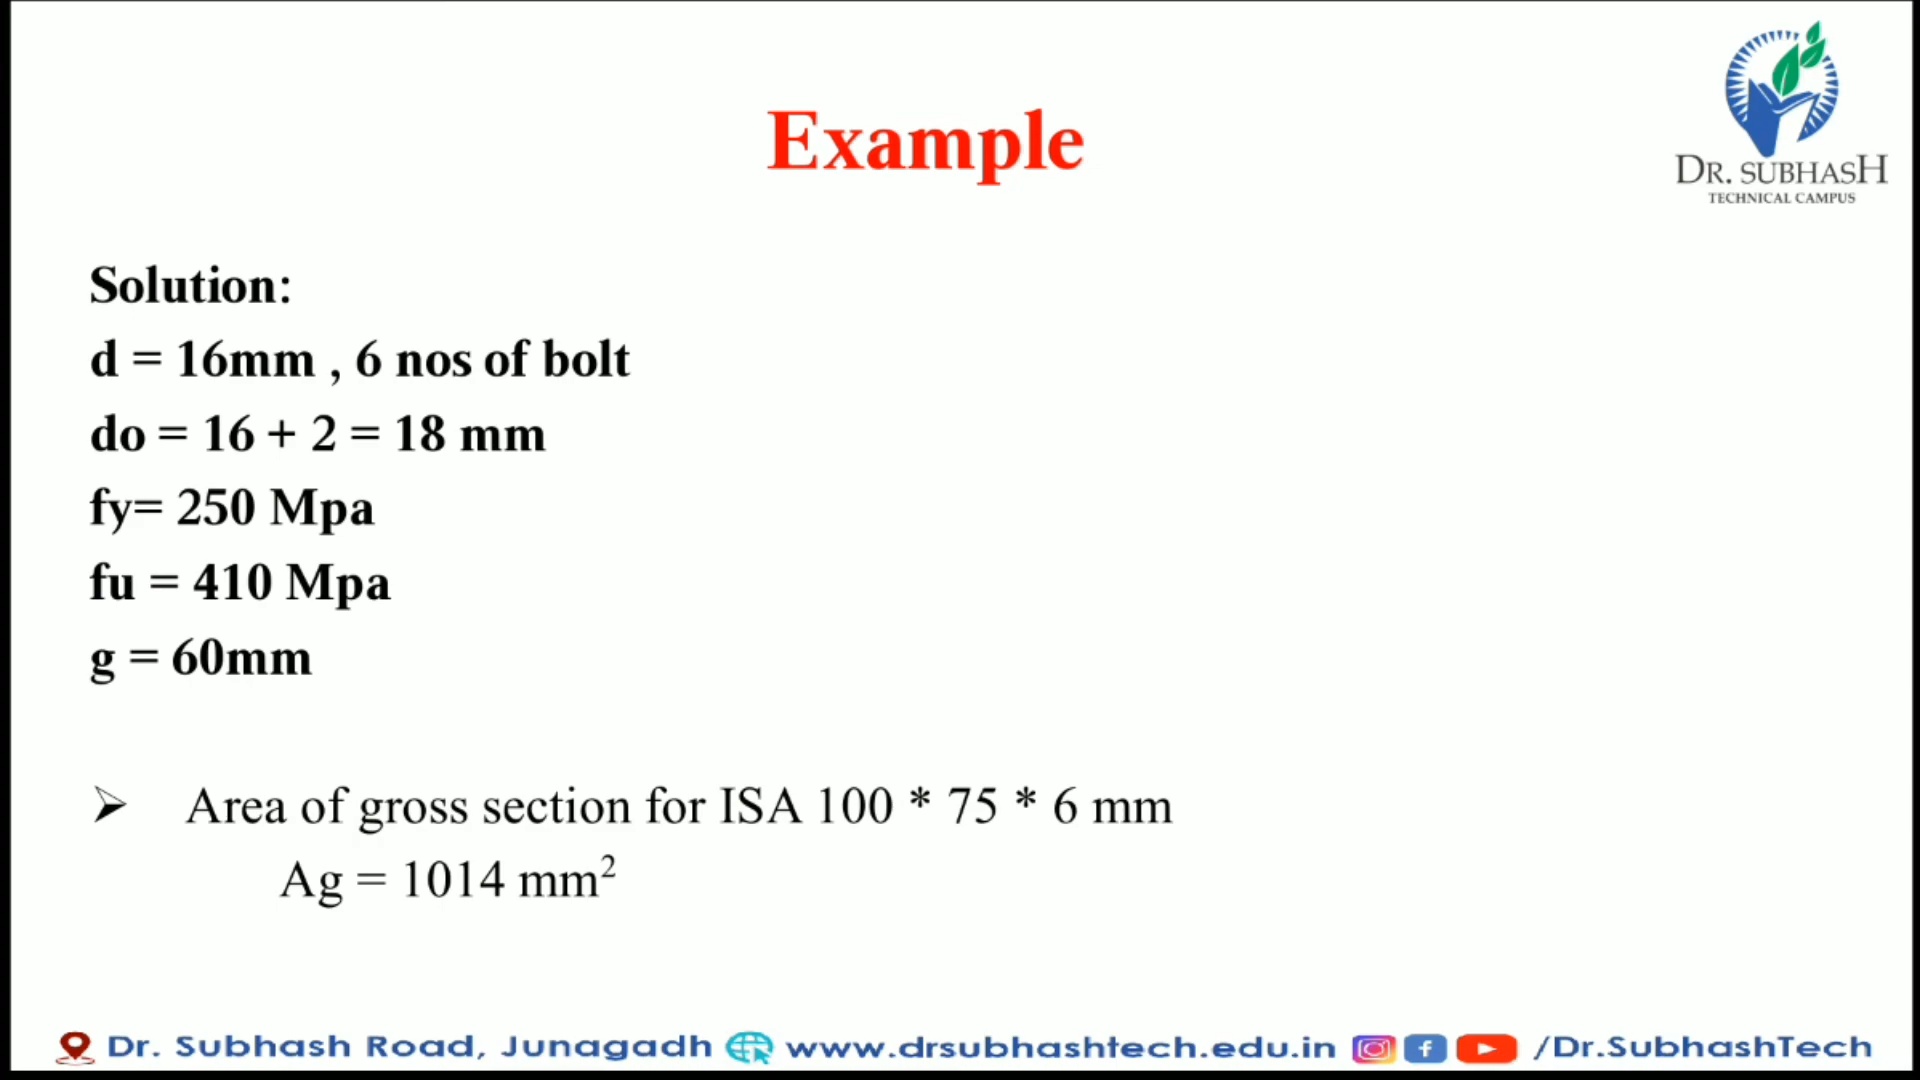 Example
DR. SUBHASH
TECHNICAL CAMPUS
Solution:
d = 16mm , 6 nos of bolt
do = 16 + 2 = 18 mm
fy= 250 Mpa
fu = 410 Mpa
g = 60mm
➢ Area of gross section for ISA 100 * 75 * 6 mm
Ag = 1014 mm²
Dr. Subhash Road, Junagadh www.drsubhashtech.edu.in /Dr.SubhashTech